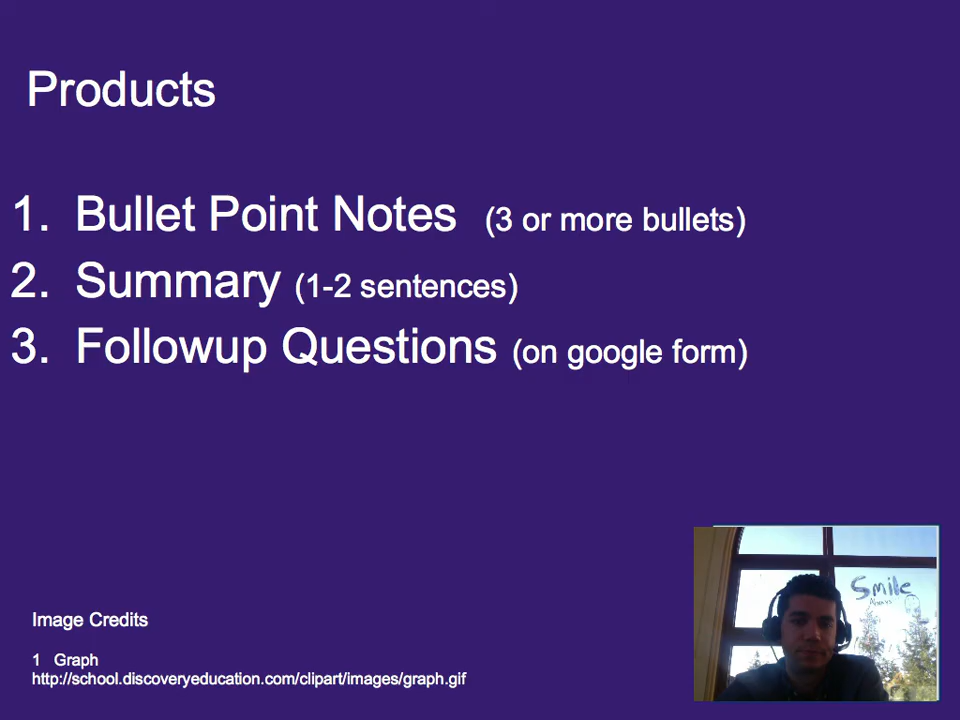 Products
1. Bullet Point Notes (3 or more bullets)
2. Summary (1-2 sentences)
3. Followup Questions (on google form)
Smile
Image Credits
1 Graph
http://school.discoveryeducation.com/clipart/images/graph.gif